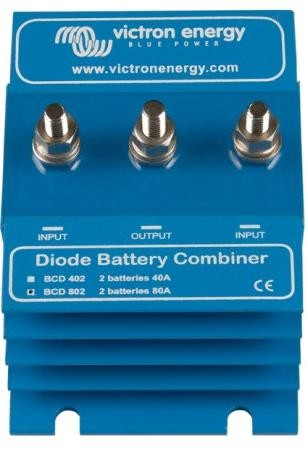 victron energy
BLUE POWER
www.victronenergy.com
INPUT OUTPUT INPUT
Diode Battery Combiner
BCD 402 2 batteries 40A
BCD 802 2 batteries 80A
CE